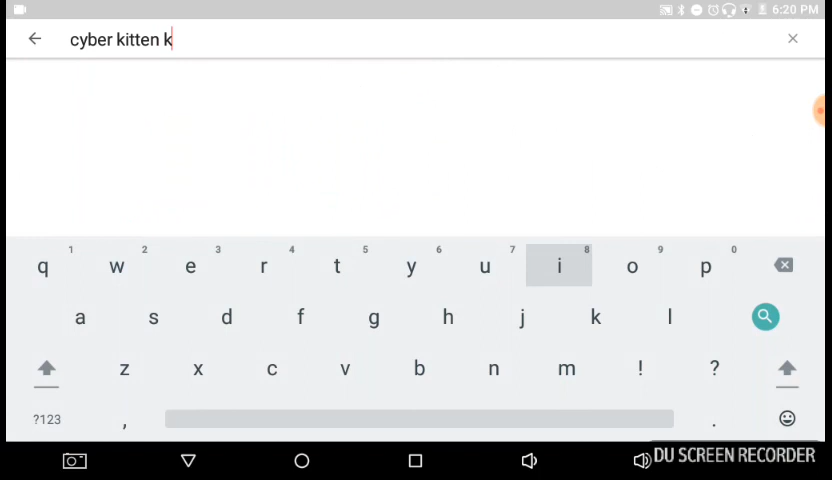 6:20 PM
cyber kitten k
1 2 3 4 5 6 7 8 9 0
q w e r t y u i o p
a s d f g h j k l
z x c v b n m ! ?
?123 , .
DU SCREEN RECORDER